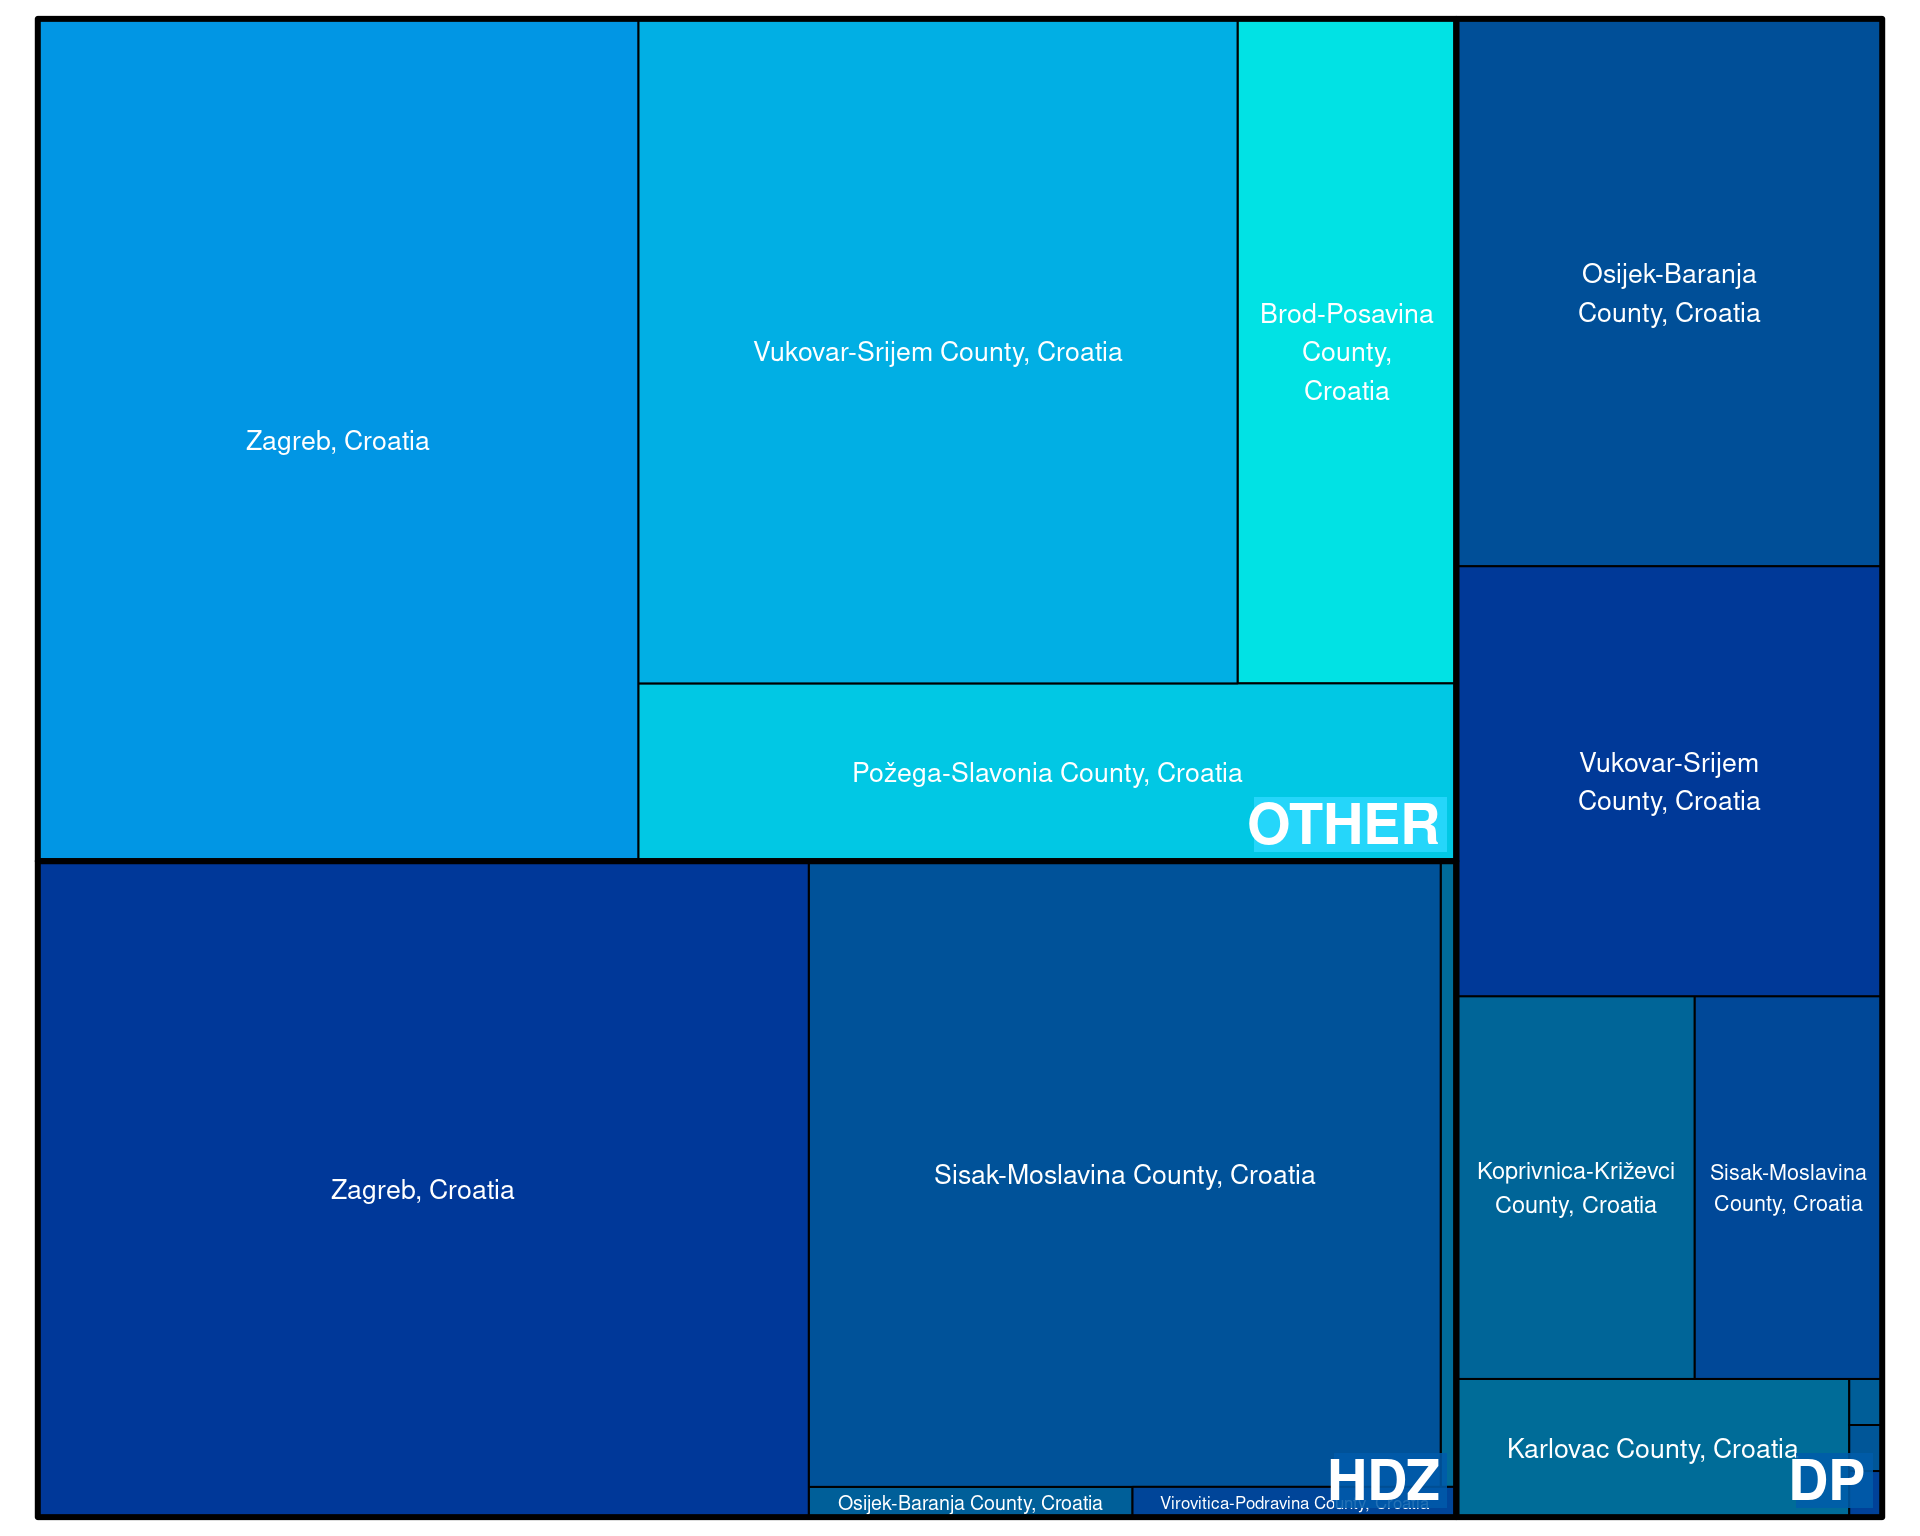 Zagreb, Croatia
Vukovar-Srijem County, Croatia
Brod-Posavina
County,
Croatia
Požega-Slavonia County, Croatia
OTHER
Osijek-Baranja
County, Croatia
Vukovar-Srijem
County, Croatia
Koprivnica-Križevci
County, Croatia
Sisak-Moslavina
County, Croatia
Karlovac County, Croatia
DP
Zagreb, Croatia
Sisak-Moslavina County, Croatia
Osijek-Baranja County, Croatia
Virovitica-Podravina County, Croatia
HDZ